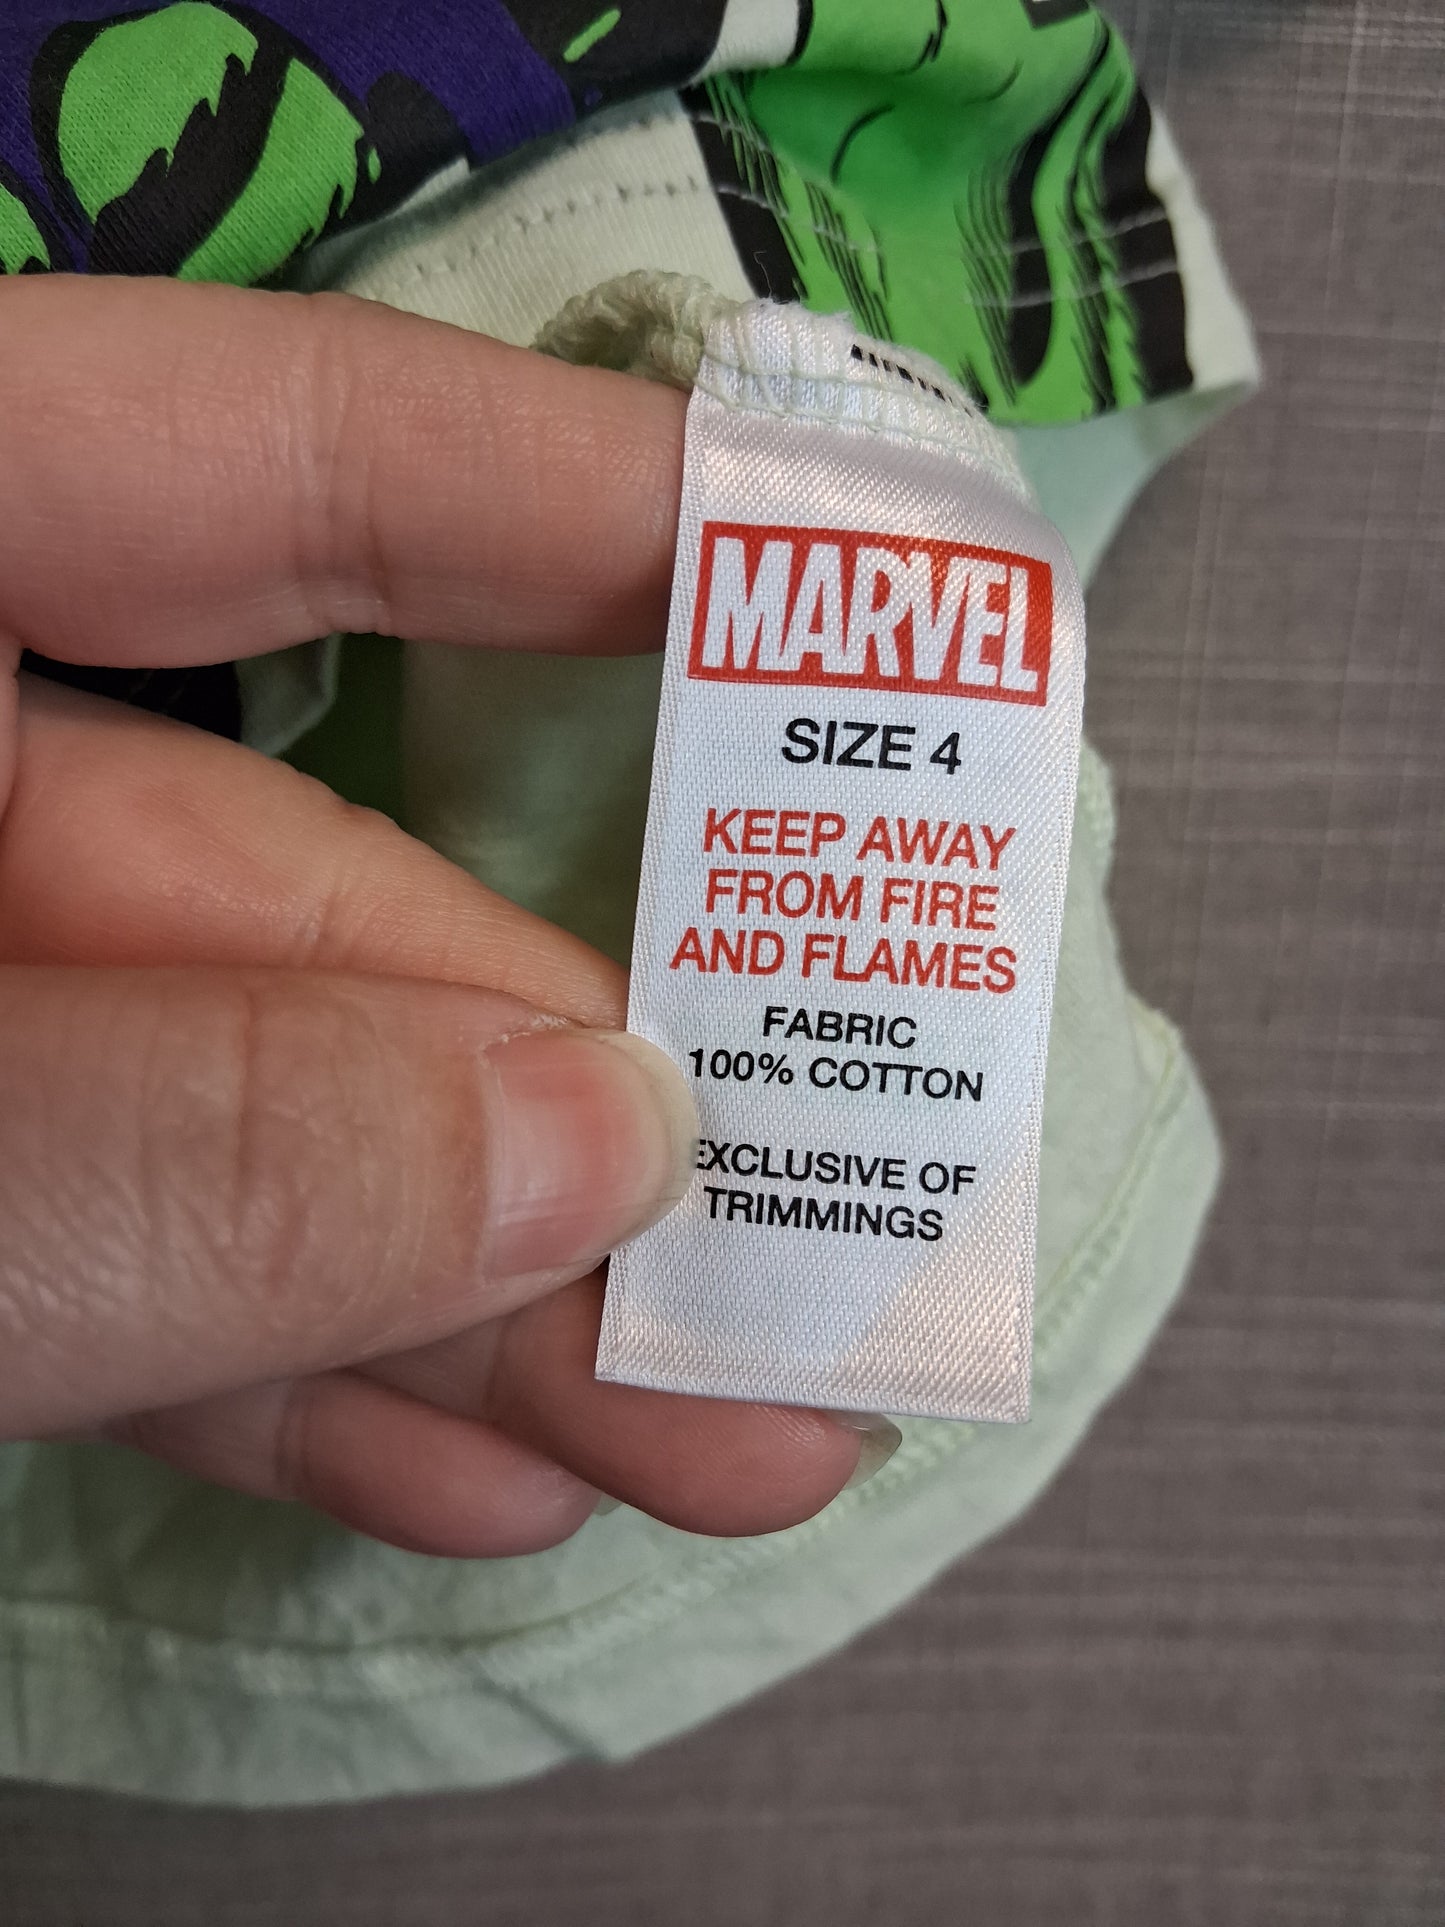 MARVEL
SIZE 4
KEEP AWAY
FROM FIRE
AND FLAMES
FABRIC
100% COTTON
EXCLUSIVE OF
TRIMMINGS